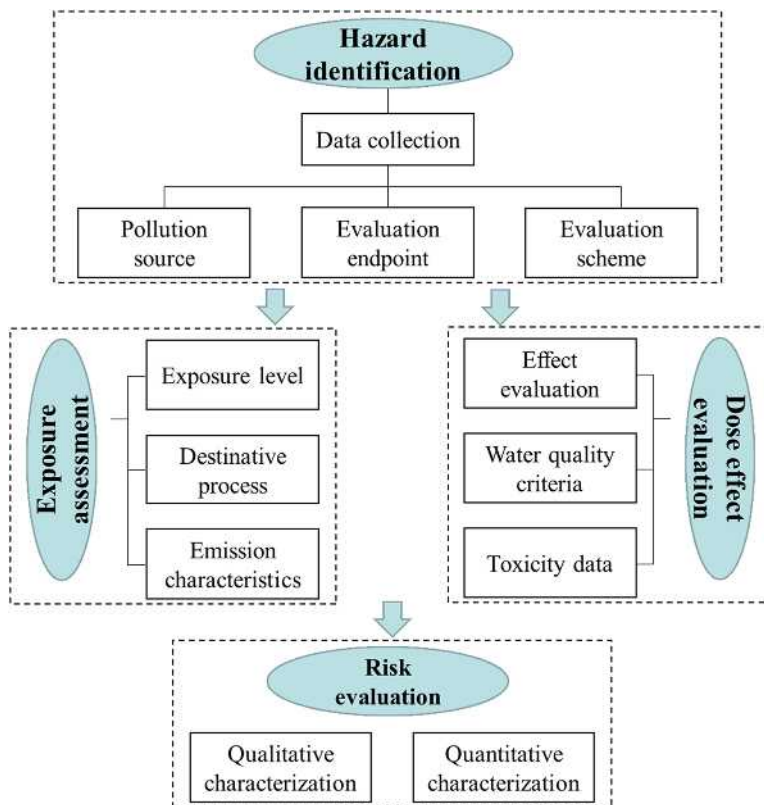 Hazard
identification
Data collection
Pollution
source
Evaluation
endpoint
Evaluation
scheme
Exposure
assessment
Exposure level
Destinative
process
Emission
characteristics
Effect
evaluation
Water quality
criteria
Toxicity data
Dose effect
evaluation
Risk
evaluation
Qualitative
characterization
Quantitative
characterization